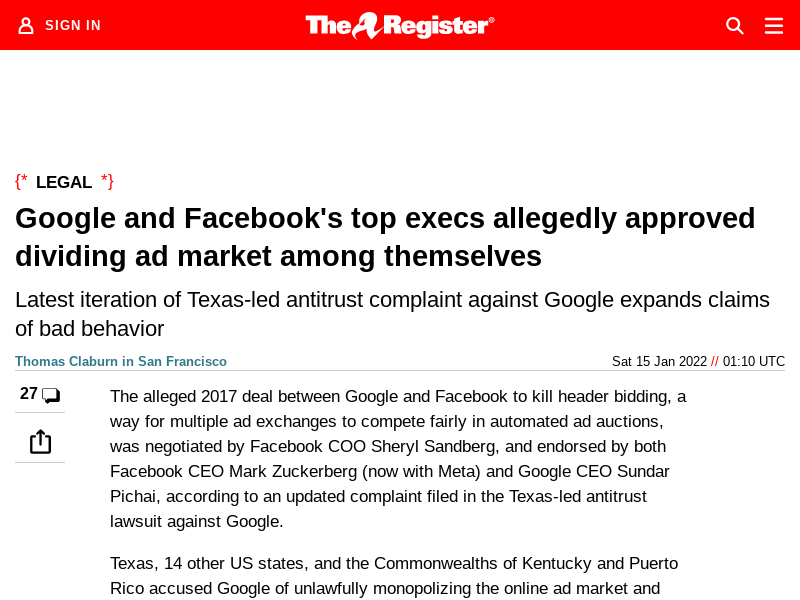 SIGN IN
The Register®
{* LEGAL *}
Google and Facebook's top execs allegedly approved
dividing ad market among themselves
Latest iteration of Texas-led antitrust complaint against Google expands claims
of bad behavior
Thomas Claburn in San Francisco
Sat 15 Jan 2022 // 01:10 UTC
27
The alleged 2017 deal between Google and Facebook to kill header bidding, a
way for multiple ad exchanges to compete fairly in automated ad auctions,
was negotiated by Facebook COO Sheryl Sandberg, and endorsed by both
Facebook CEO Mark Zuckerberg (now with Meta) and Google CEO Sundar
Pichai, according to an updated complaint filed in the Texas-led antitrust
lawsuit against Google.
Texas, 14 other US states, and the Commonwealths of Kentucky and Puerto
Rico accused Google of unlawfully monopolizing the online ad market and